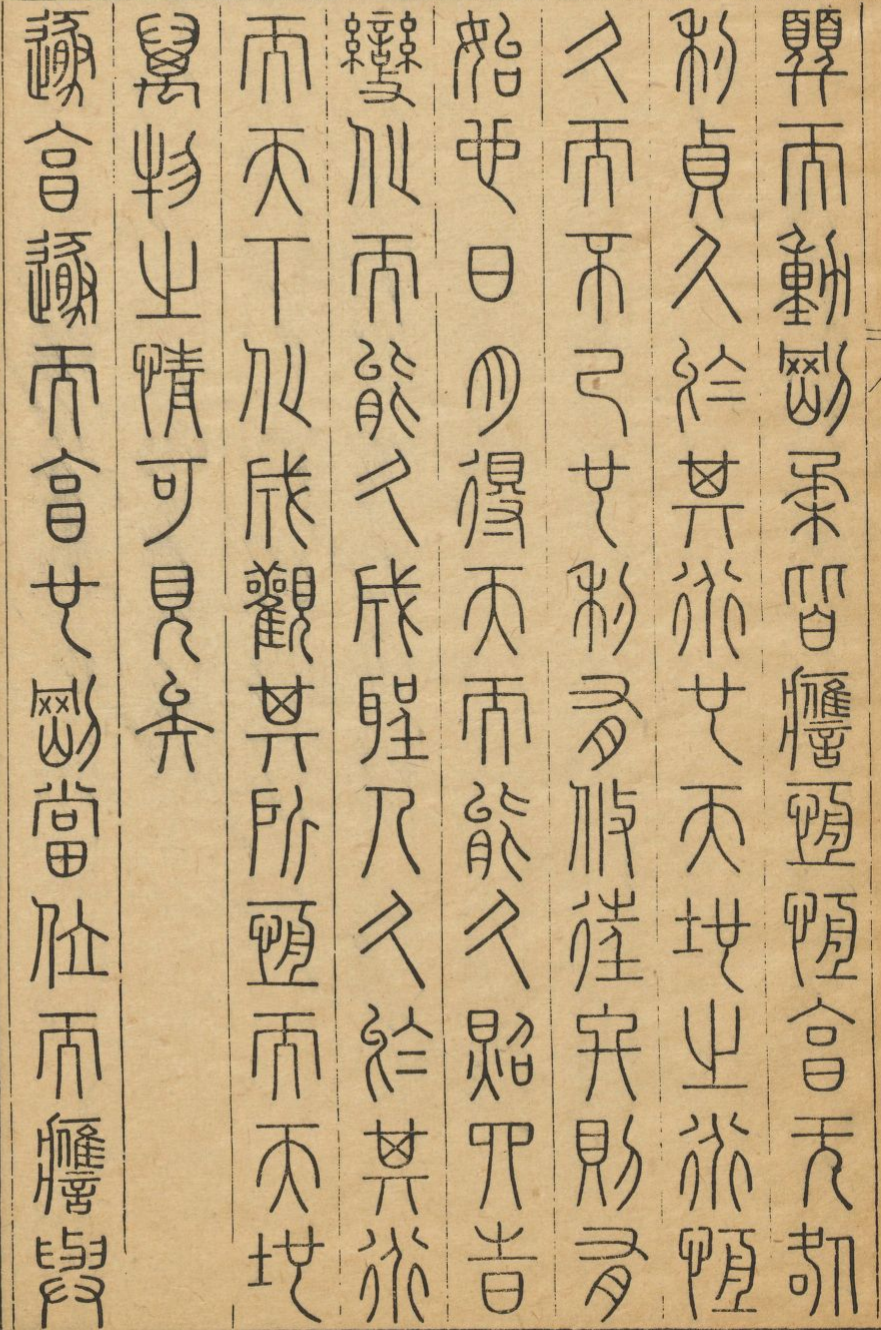 巽而動剛柔皆應恆恆亨无咎
利貞久於其道也天地之道恆
久而不已也利有攸往終則有
始也日月得天而能久照四時
變化而能久成聖人久於其道
而天下化成觀其所恆而天地
萬物之情可見矣
遯亨遯而亨也剛當位而應與